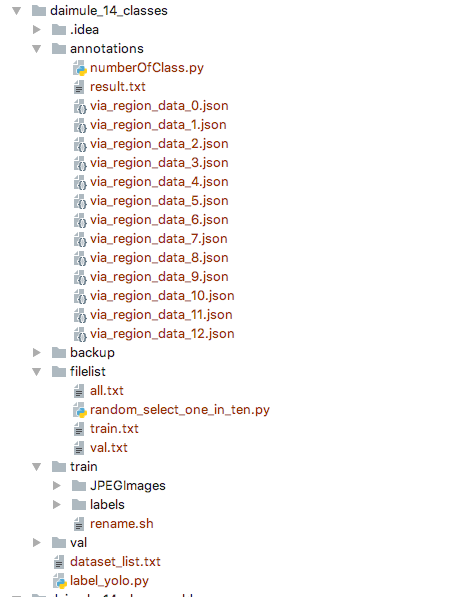 daimule_14_classes
.idea
annotations
numberOfClass.py
result.txt
via_region_data_0.json
via_region_data_1.json
via_region_data_2.json
via_region_data_3.json
via_region_data_4.json
via_region_data_5.json
via_region_data_6.json
via_region_data_7.json
via_region_data_8.json
via_region_data_9.json
via_region_data_10.json
via_region_data_11.json
via_region_data_12.json
backup
filelist
all.txt
random_select_one_in_ten.py
train.txt
val.txt
train
JPEGImages
labels
rename.sh
val
dataset_list.txt
label_yolo.py